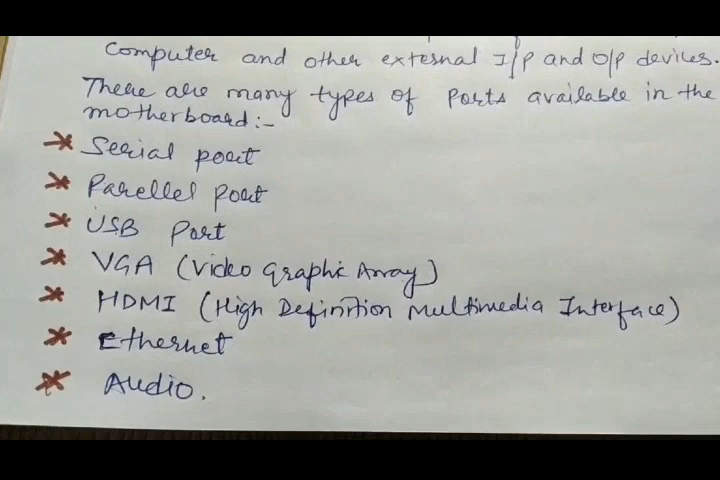 Computer and other external I/P and O/P devices.
There are many types of Ports available in the
motherboard:-
Serial port
Parellel Port
USB Port
VGA (Video Graphic Array)
HDMI (High Definition Multimedia Interface)
Ethernet
Audio.